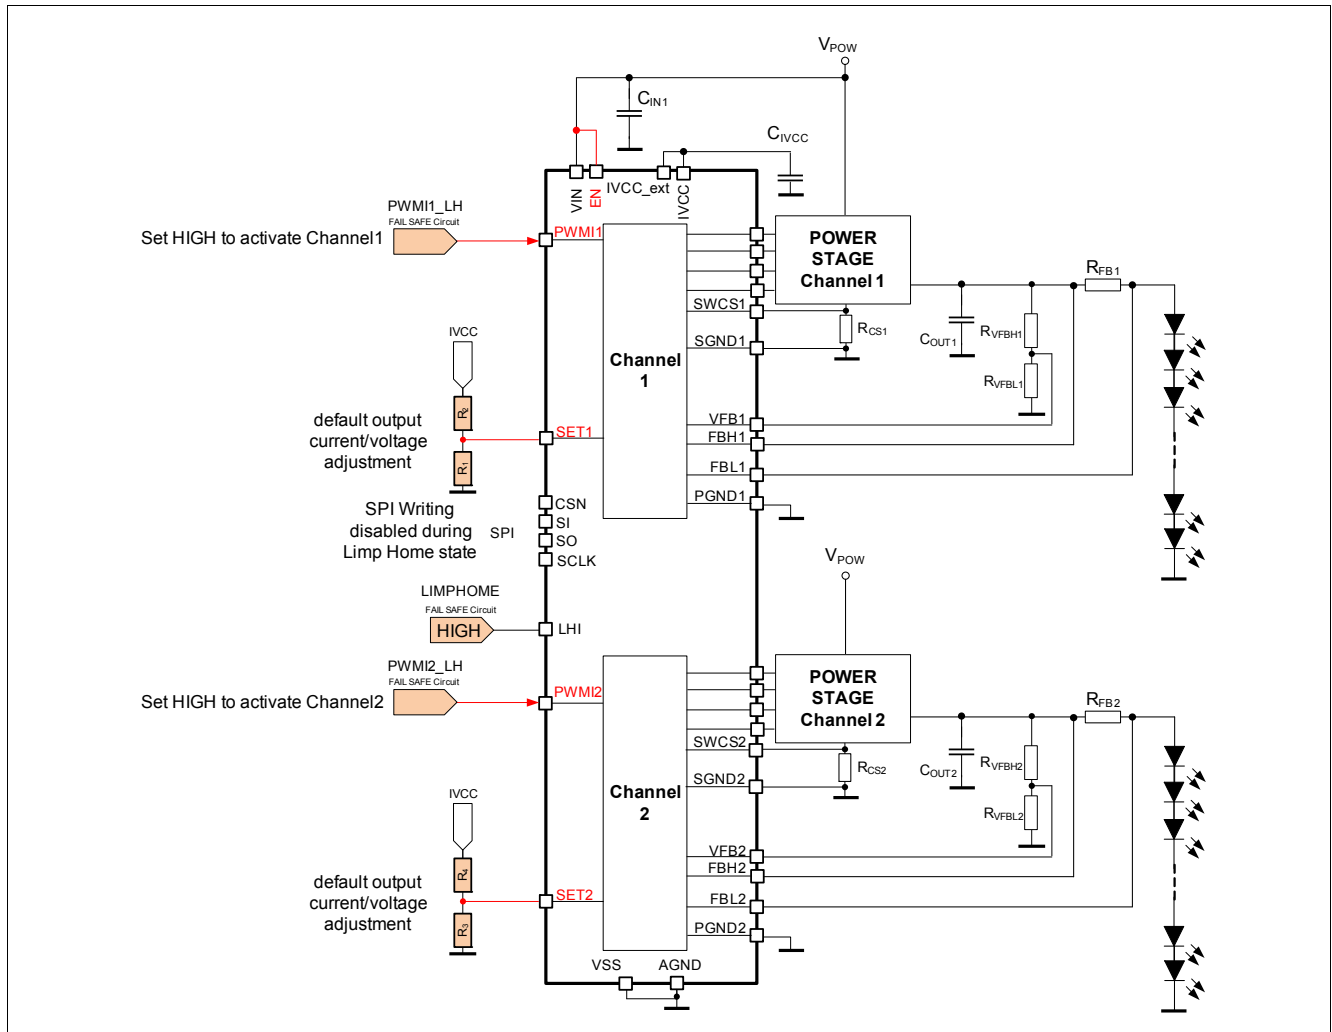 VPOW
CIN1
CIVCC
VIN
EN
IVCC_ext
IVCC
PWMI1_LH
FAIL SAFE Circuit
Set HIGH to activate Channel1
PWMI1
POWER
STAGE
Channel 1
RFB1
SWCS1
RCS1
COUT1
RVFBH1
SGND1
Channel
1
RVFBL1
IVCC
R2
default output
current/voltage
adjustment
R1
SET1
VFB1
FBH1
FBL1
PGND1
SPI Writing
disabled during
Limp Home state
SPI
CSN
SI
SO
SCLK
VPOW
LIMPHOME
FAIL SAFE Circuit
HIGH
LHI
PWMI2_LH
FAIL SAFE Circuit
Set HIGH to activate Channel2
PWMI2
POWER
STAGE
Channel 2
RFB2
SWCS2
RCS2
COUT2
RVFBH2
SGND2
Channel
2
RVFBL2
IVCC
R4
default output
current/voltage
adjustment
R3
SET2
VFB2
FBH2
FBL2
PGND2
VSS
AGND